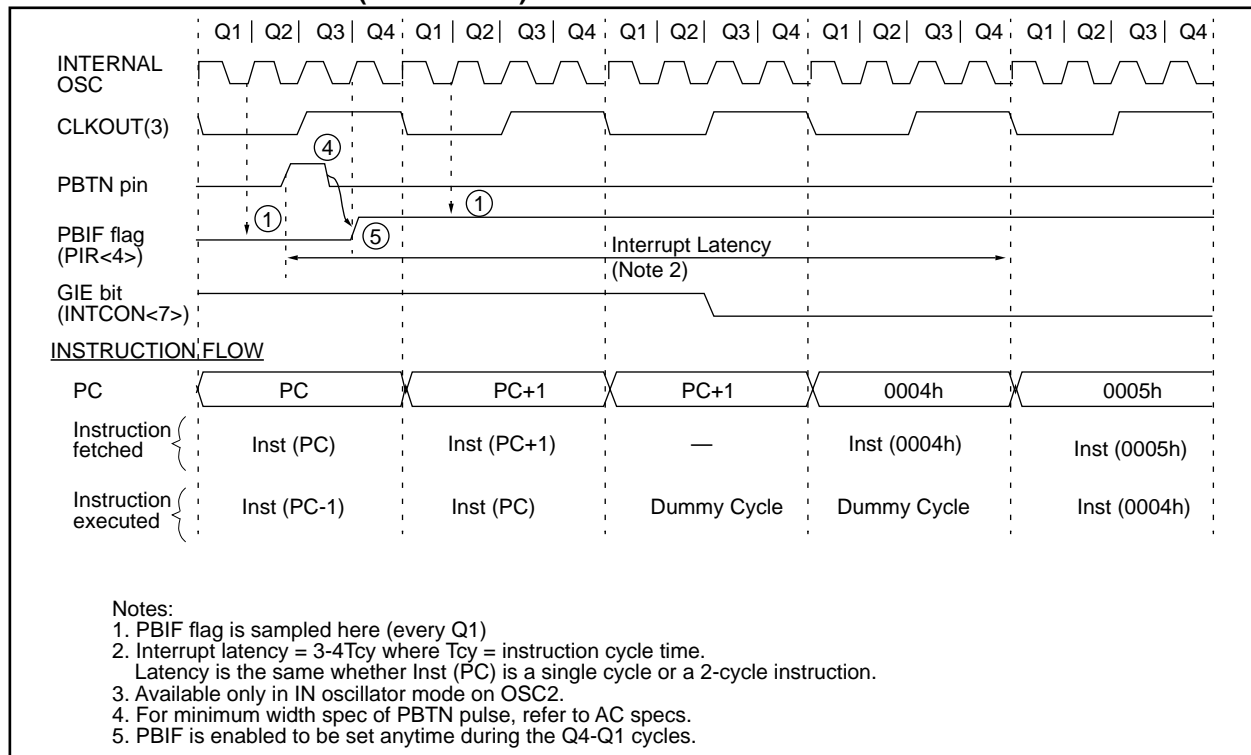 Q1 | Q2 | Q3 | Q4 Q1 | Q2 | Q3 | Q4 Q1 | Q2 | Q3 | Q4 Q1 | Q2 | Q3 | Q4 Q1 | Q2 | Q3 | Q4
INTERNAL
OSC
CLKOUT(3)
4
PBTN pin
1
1
PBIF flag
(PIR<4>)
5
Interrupt Latency
(Note 2)
GIE bit
(INTCON<7>)
INSTRUCTION FLOW
PC PC PC+1 PC+1 0004h 0005h
Instruction
fetched
Inst (PC) Inst (PC+1) — Inst (0004h) Inst (0005h)
Instruction
executed
Inst (PC-1) Inst (PC) Dummy Cycle Dummy Cycle Inst (0004h)
Notes:
1. PBIF flag is sampled here (every Q1)
2. Interrupt latency = 3-4Tcy where Tcy = instruction cycle time.
Latency is the same whether Inst (PC) is a single cycle or a 2-cycle instruction.
3. Available only in IN oscillator mode on OSC2.
4. For minimum width spec of PBTN pulse, refer to AC specs.
5. PBIF is enabled to be set anytime during the Q4-Q1 cycles.